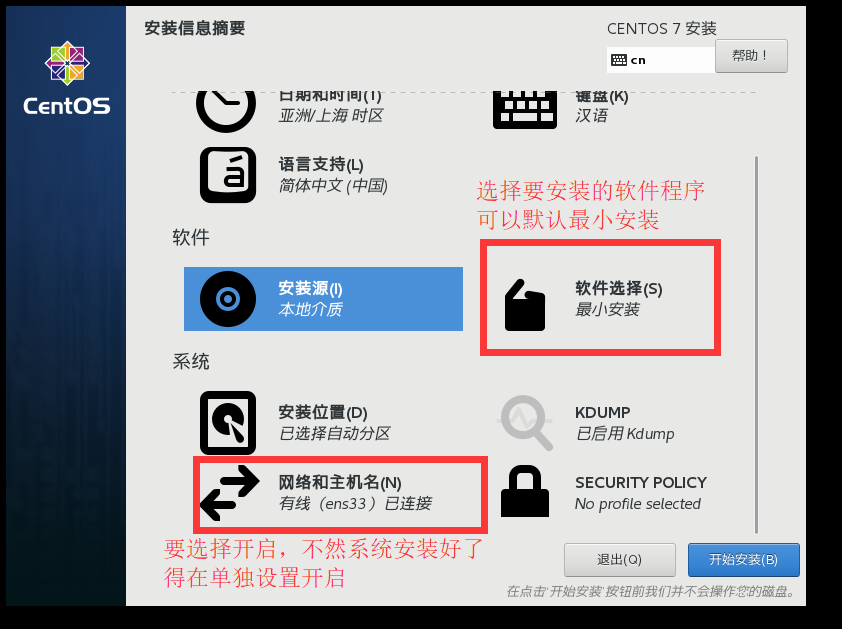 安装信息摘要
CENTOS 7 安装
cn
帮助！
CentOS
日期和时间(T)
亚洲/上海 时区
键盘(K)
汉语
语言支持(L)
简体中文 (中国)
选择要安装的软件程序
可以默认最小安装
软件
安装源(I)
本地介质
软件选择(S)
最小安装
系统
安装位置(D)
已选择自动分区
KDUMP
已启用 Kdump
网络和主机名(N)
有线（ens33）已连接
SECURITY POLICY
No profile selected
要选择开启，不然系统安装好了
得在单独设置开启
退出(Q)
开始安装(B)
在点击'开始安装'按钮前我们并不会操作您的磁盘。